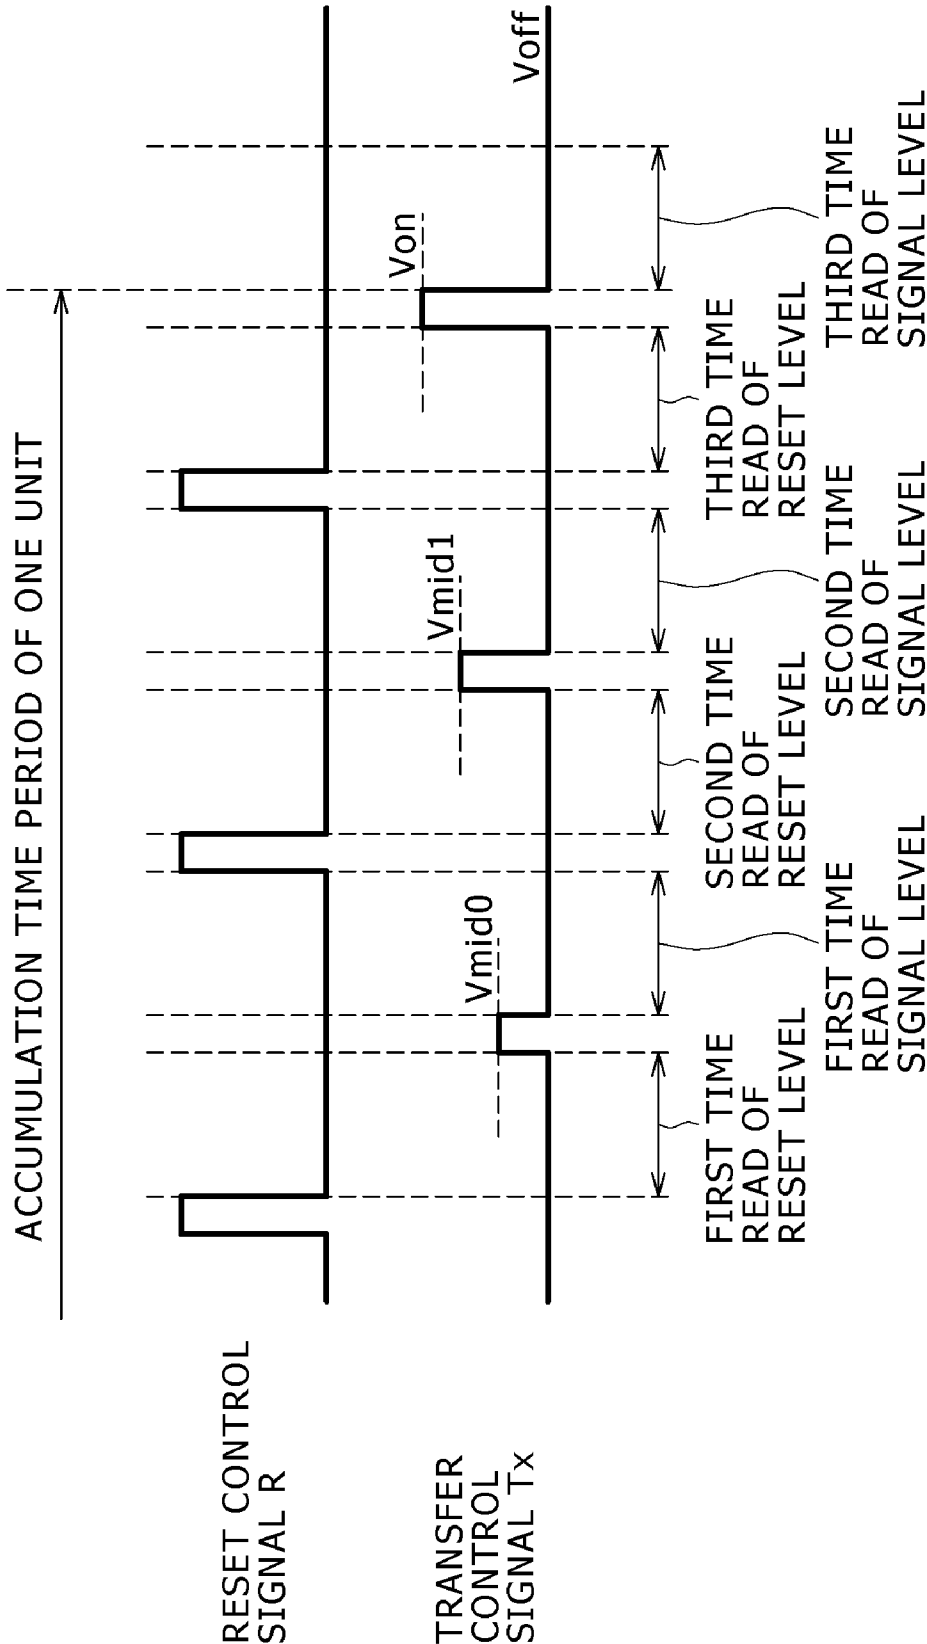 ACCUMULATION TIME PERIOD OF ONE UNIT
RESET CONTROL
SIGNAL R
TRANSFER
CONTROL
SIGNAL Tx
Vmid0
Vmid1
Von
Voff
FIRST TIME
READ OF
RESET LEVEL
FIRST TIME
READ OF
SIGNAL LEVEL
SECOND TIME
READ OF
RESET LEVEL
SECOND TIME
READ OF
SIGNAL LEVEL
THIRD TIME
READ OF
RESET LEVEL
THIRD TIME
READ OF
SIGNAL LEVEL